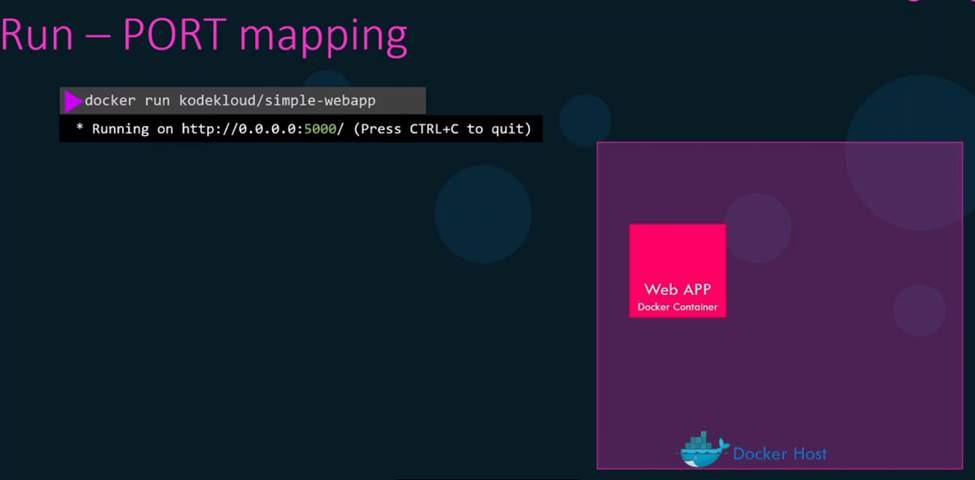 Run – PORT mapping
docker run kodekloud/simple-webapp
* Running on http://0.0.0.0:5000/ (Press CTRL+C to quit)
Web APP
Docker Container
Docker Host